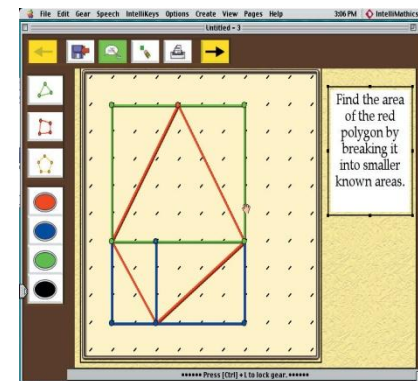 File Edit Gear Speech IntelliKeys Options Create View Pages Help 3:06 PM IntelliMathics
Untitled - 3
Find the area
of the red
polygon by
breaking it
into smaller
known areas.
•••••• Press [Ctrl] + L to lock gear. ••••••